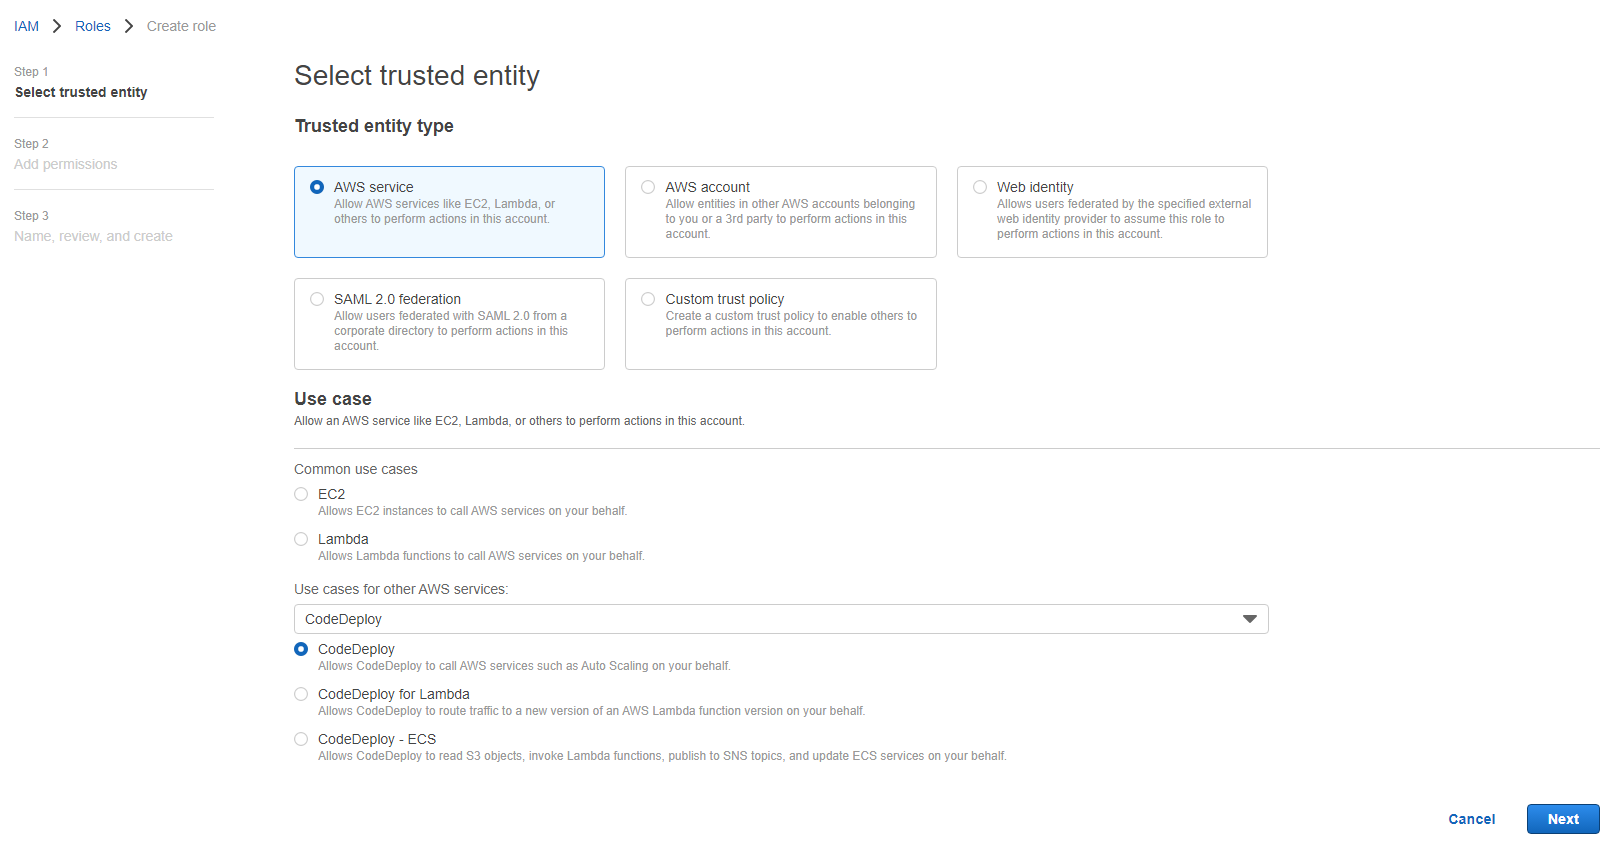 IAM > Roles > Create role
Step 1
Select trusted entity
Step 2
Add permissions
Step 3
Name, review, and create
Select trusted entity
Trusted entity type
AWS service
Allow AWS services like EC2, Lambda, or
others to perform actions in this account.
AWS account
Allow entities in other AWS accounts belonging
to you or a 3rd party to perform actions in this
account.
Web identity
Allows users federated by the specified external
web identity provider to assume this role to
perform actions in this account.
SAML 2.0 federation
Allow users federated with SAML 2.0 from a
corporate directory to perform actions in this
account.
Custom trust policy
Create a custom trust policy to enable others to
perform actions in this account.
Use case
Allow an AWS service like EC2, Lambda, or others to perform actions in this account.
Common use cases
EC2
Allows EC2 instances to call AWS services on your behalf.
Lambda
Allows Lambda functions to call AWS services on your behalf.
Use cases for other AWS services:
CodeDeploy
CodeDeploy
Allows CodeDeploy to call AWS services such as Auto Scaling on your behalf.
CodeDeploy for Lambda
Allows CodeDeploy to route traffic to a new version of an AWS Lambda function version on your behalf.
CodeDeploy - ECS
Allows CodeDeploy to read S3 objects, invoke Lambda functions, publish to SNS topics, and update ECS services on your behalf.
Cancel
Next